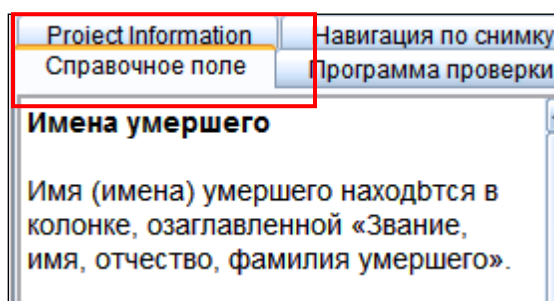 Project Information Навигация по снимку
Справочное поле Программа проверки
Имена умершего
Имя (имена) умершего находbтся в
колонке, озаглавленной «Звание,
имя, отчество, фамилия умершего».